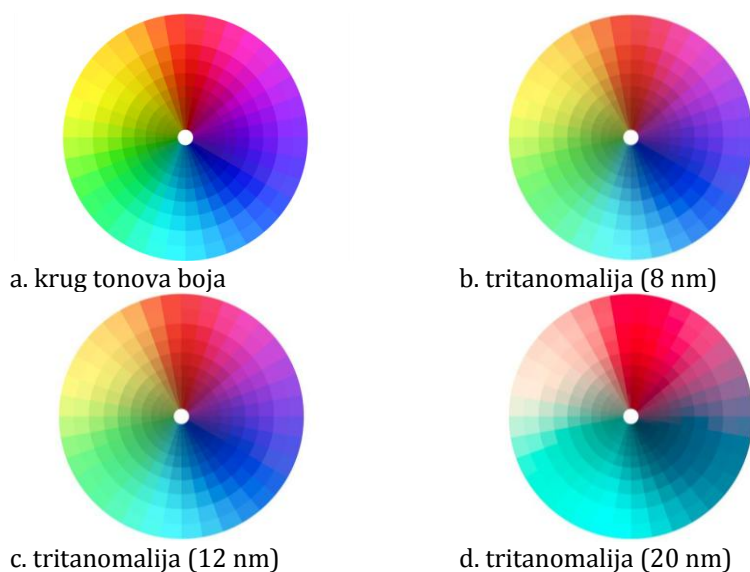 a. krug tonova boja
b. tritanomalija (8 nm)
c. tritanomalija (12 nm)
d. tritanomalija (20 nm)